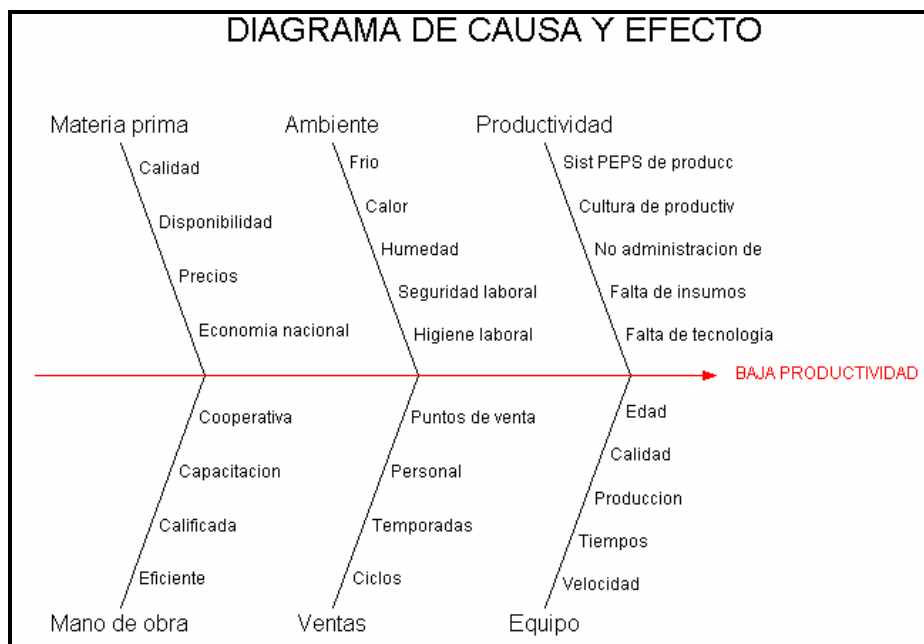 DIAGRAMA DE CAUSA Y EFECTO
Materia prima
Calidad
Disponibilidad
Precios
Economia nacional
Ambiente
Frio
Calor
Humedad
Seguridad laboral
Higiene laboral
Productividad
Sist PEPS de producc
Cultura de productiv
No administracion de
Falta de insumos
Falta de tecnologia
BAJA PRODUCTIVIDAD
Cooperativa
Capacitacion
Calificada
Eficiente
Mano de obra
Puntos de venta
Personal
Temporadas
Ciclos
Ventas
Edad
Calidad
Produccion
Tiempos
Velocidad
Equipo